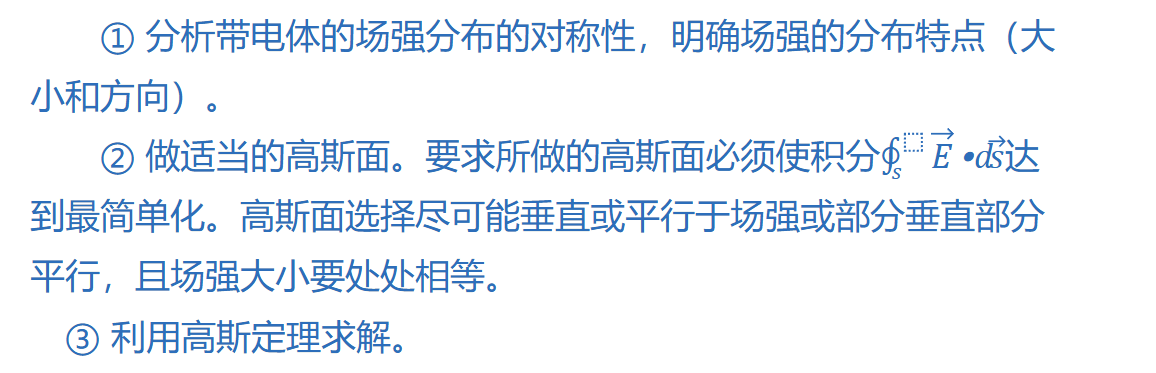 ① 分析带电体的场强分布的对称性，明确场强的分布特点（大
小和方向）。
② 做适当的高斯面。要求所做的高斯面必须使积分∮ₛ E⃗ •ds⃗达
到最简单化。高斯面选择尽可能垂直或平行于场强或部分垂直部分
平行，且场强大小要处处相等。
③ 利用高斯定理求解。